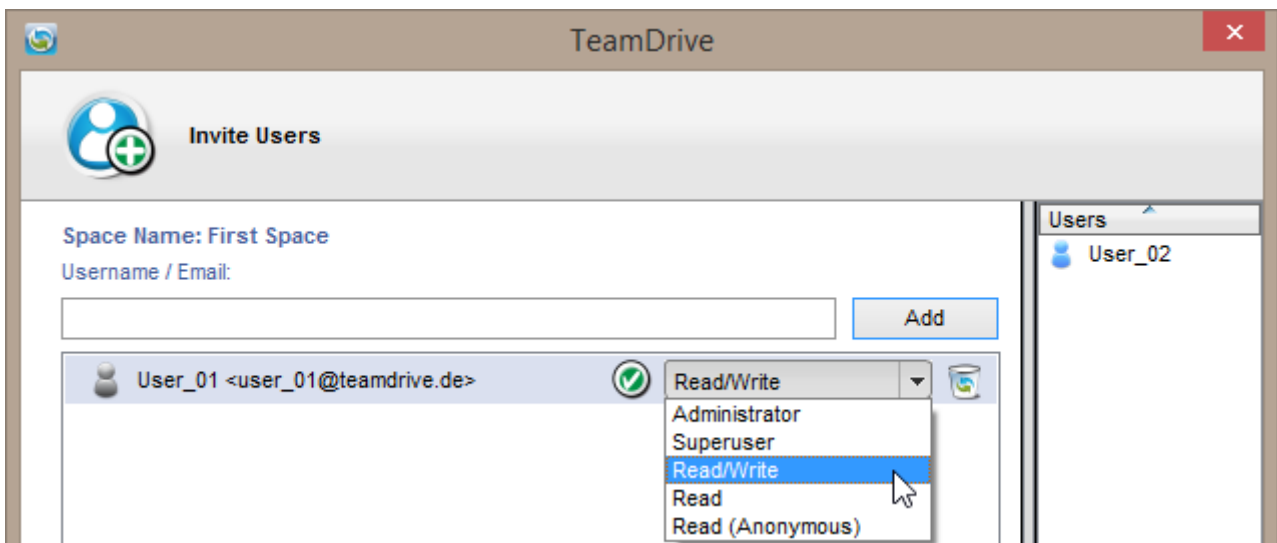 TeamDrive
Invite Users
Space Name: First Space
Username / Email:
Add
User_01 <user_01@teamdrive.de>
Read/Write
Administrator
Superuser
Read/Write
Read
Read (Anonymous)
Users
User_02